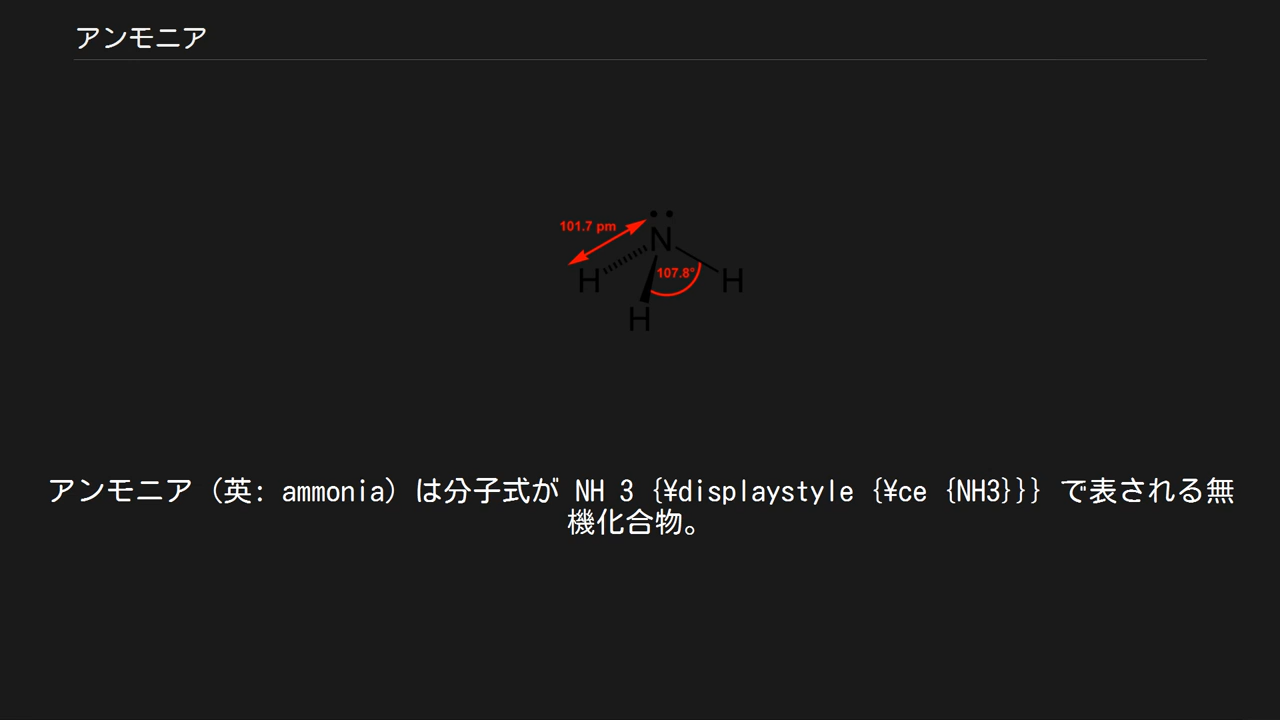 アンモニア
101.7 pm
N
107.8°
H
H
H
アンモニア（英: ammonia）は分子式が NH 3 {¥displaystyle {¥ce {NH3}}} で表される無
機化合物。